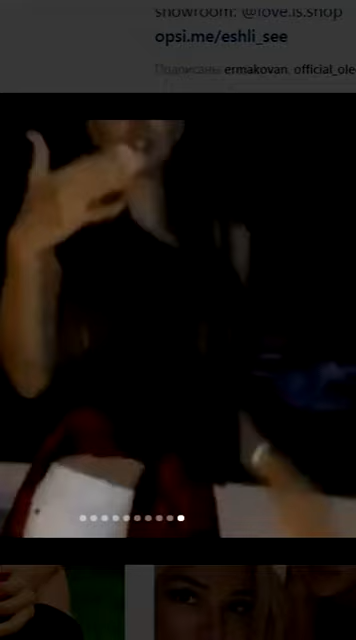 showroom: @love.is.shop
opsi.me/eshli_see
Подписаны ermakovan, official_ole